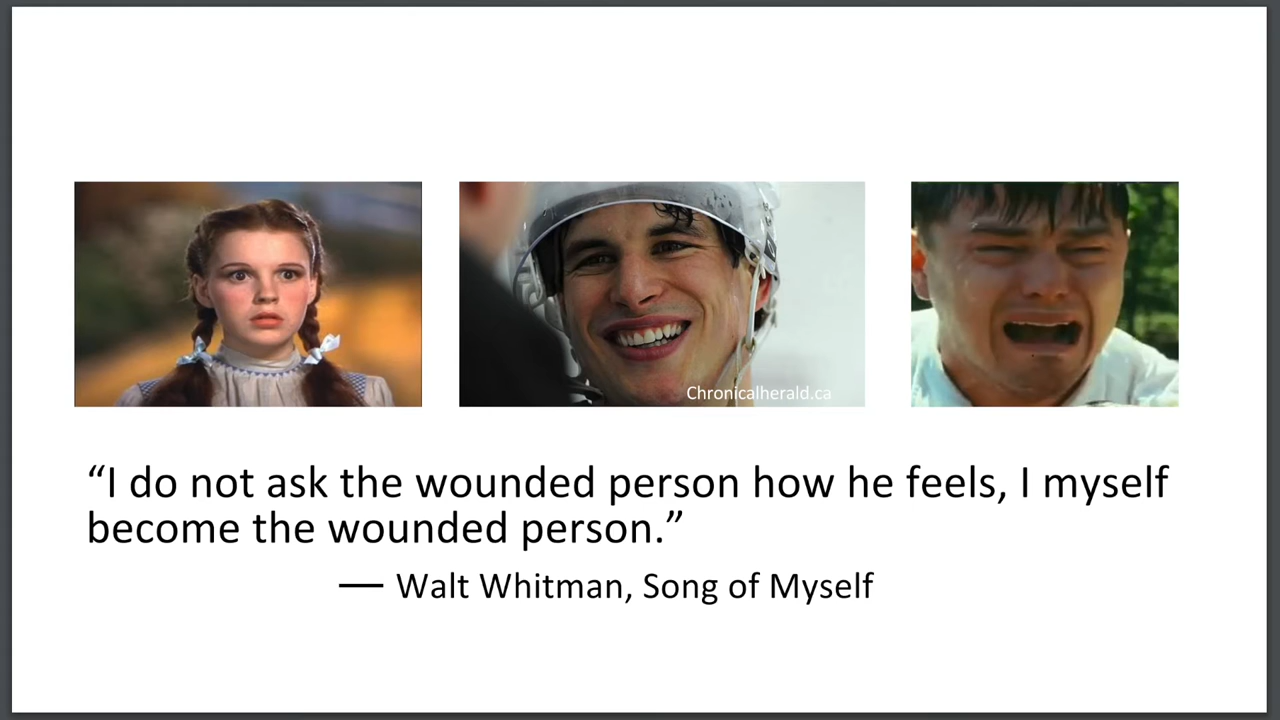 Chronicalherald.ca
“I do not ask the wounded person how he feels, I myself
become the wounded person.”
— Walt Whitman, Song of Myself